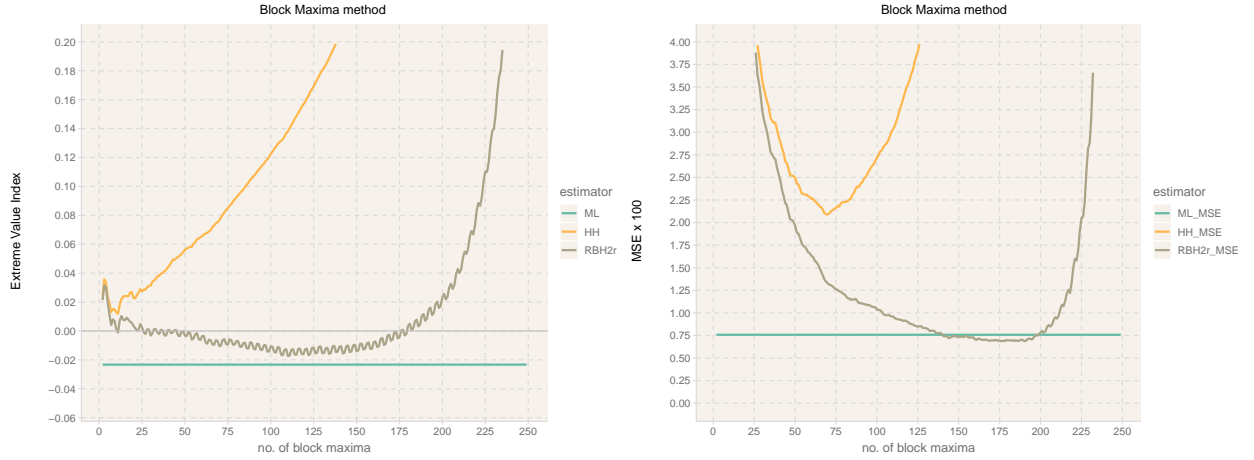 Block Maxima method
0.20
0.18
0.16
0.14
0.12
0.10
0.08
0.06
0.04
0.02
0.00
−0.02
−0.04
−0.06
Extreme Value Index
0 25 50 75 100 125 150 175 200 225 250
no. of block maxima
estimator
ML
HH
RBH2r
Block Maxima method
4.00
3.75
3.50
3.25
3.00
2.75
2.50
2.25
2.00
1.75
1.50
1.25
1.00
0.75
0.50
0.25
0.00
MSE x 100
0 25 50 75 100 125 150 175 200 225 250
no. of block maxima
estimator
ML_MSE
HH_MSE
RBH2r_MSE